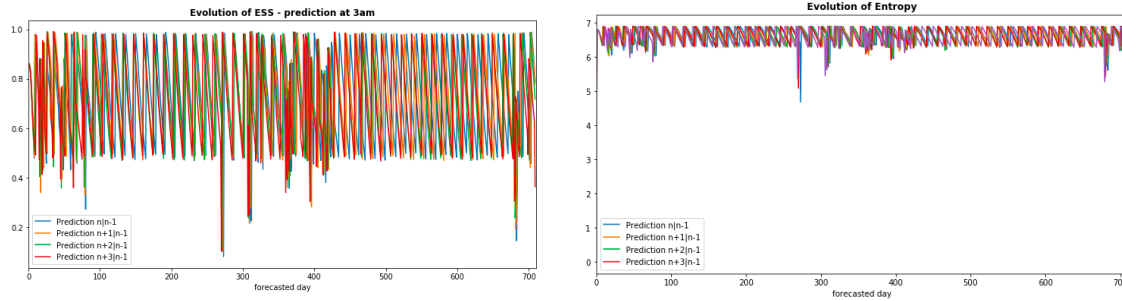 Evolution of ESS - prediction at 3am
1.0
0.8
0.6
0.4
0.2
Prediction n|n-1
Prediction n+1|n-1
Prediction n+2|n-1
Prediction n+3|n-1
0 100 200 300 400 500 600 700
forecasted day
Evolution of Entropy
7
6
5
4
3
2
1
0
Prediction n|n-1
Prediction n+1|n-1
Prediction n+2|n-1
Prediction n+3|n-1
0 100 200 300 400 500 600 700
forecasted day